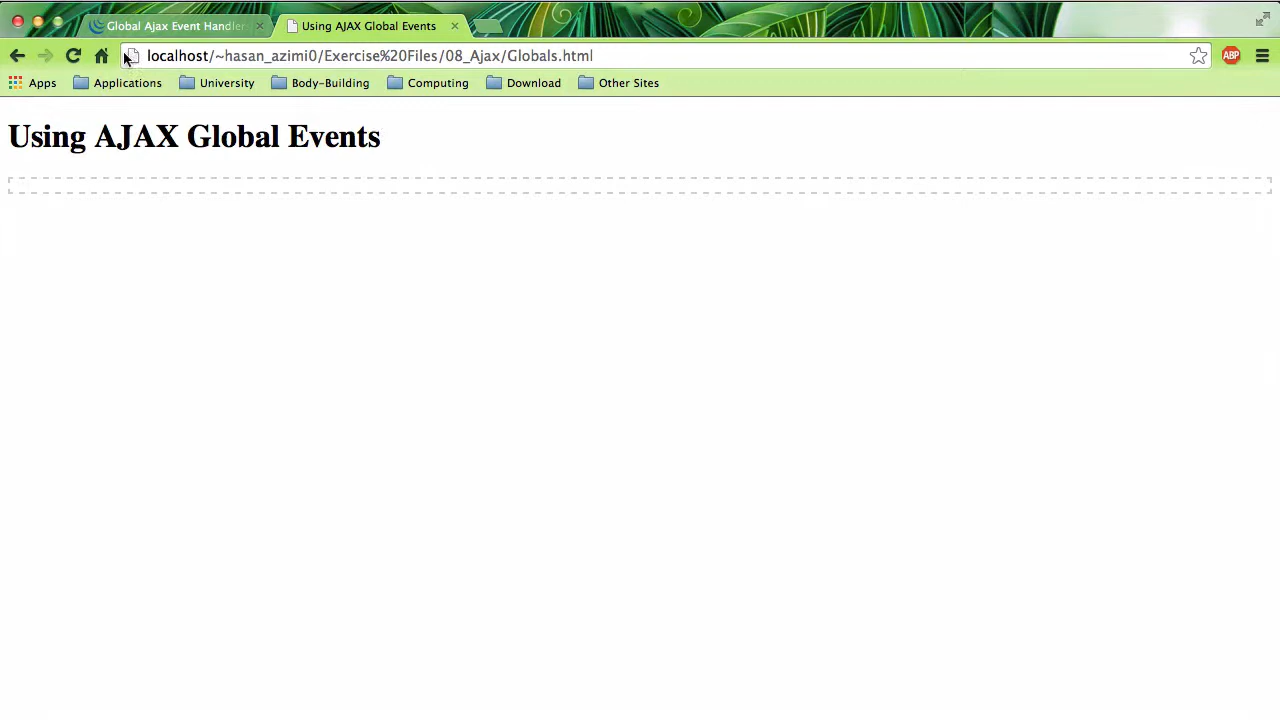 Global Ajax Event Handler
Using AJAX Global Events
localhost/~hasan_azimi0/Exercise%20Files/08_Ajax/Globals.html
ABP
Apps Applications University Body-Building Computing Download Other Sites
Using AJAX Global Events